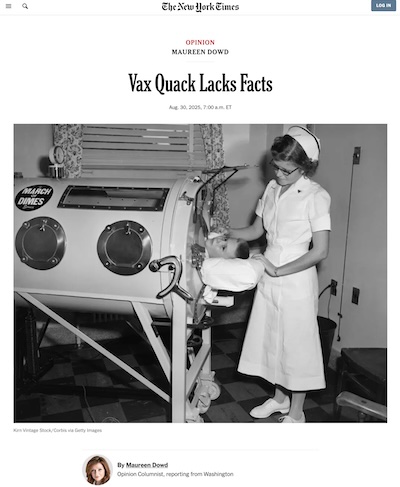 The New York Times
LOG IN
OPINION
MAUREEN DOWD
Vax Quack Lacks Facts
Aug. 30, 2025, 7:00 a.m. ET
MARCH
OF
DIMES
Kirn Vintage Stock/Corbis via Getty Images
By Maureen Dowd
Opinion Columnist, reporting from Washington